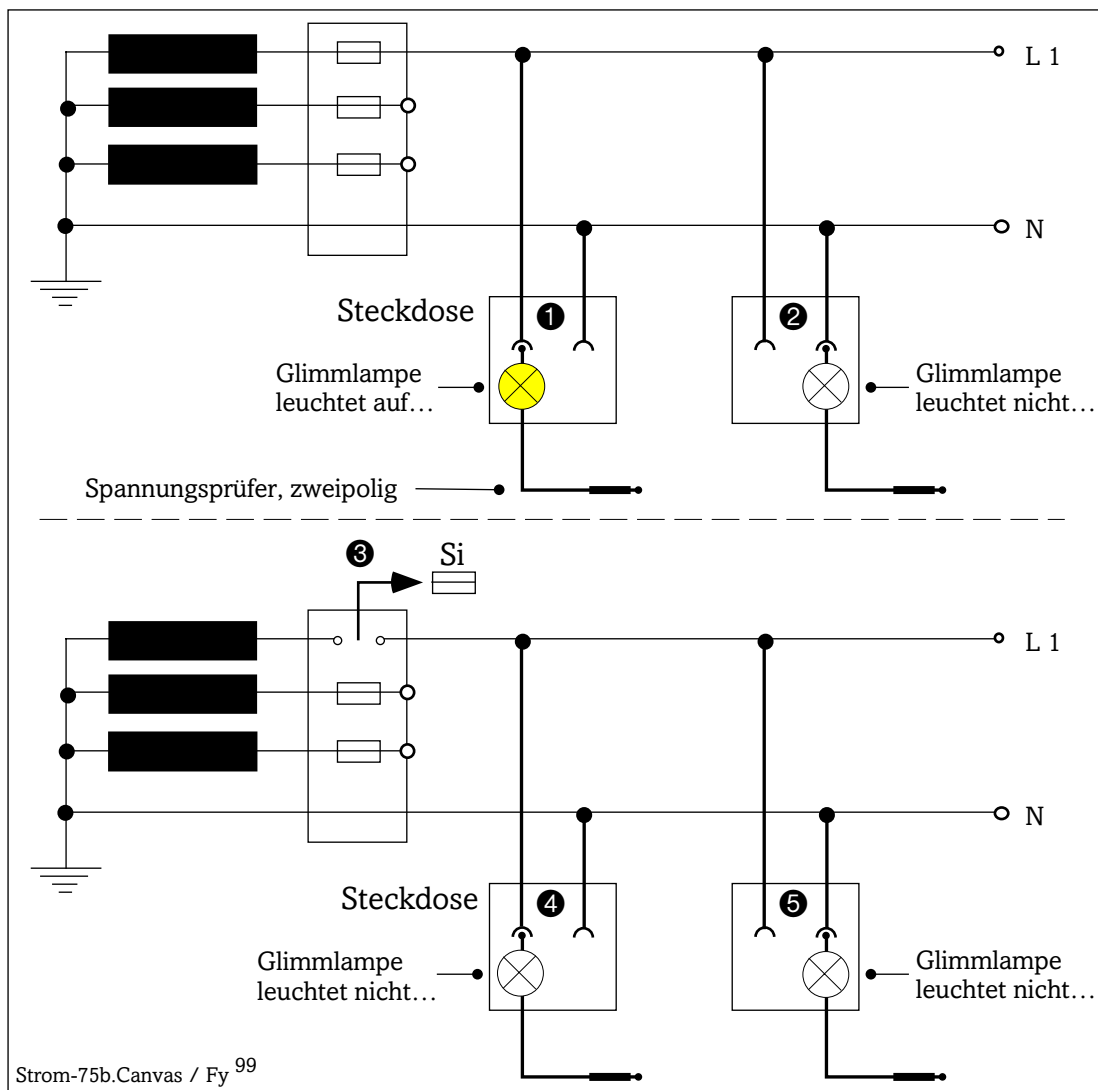 L 1
N
Steckdose
❶
❷
Glimmlampe
leuchtet auf…
Glimmlampe
leuchtet nicht…
Spannungsprüfer, zweipolig
❸
Si
L 1
N
Steckdose
❹
❺
Glimmlampe
leuchtet nicht…
Glimmlampe
leuchtet nicht…
Strom-75b.Canvas / Fy 99